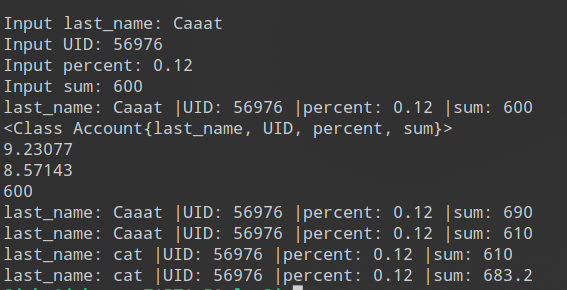 Input last_name: Caaat
Input UID: 56976
Input percent: 0.12
Input sum: 600
last_name: Caaat |UID: 56976 |percent: 0.12 |sum: 600
<Class Account{last_name, UID, percent, sum}>
9.23077
8.57143
600
last_name: Caaat |UID: 56976 |percent: 0.12 |sum: 690
last_name: Caaat |UID: 56976 |percent: 0.12 |sum: 610
last_name: cat |UID: 56976 |percent: 0.12 |sum: 610
last_name: cat |UID: 56976 |percent: 0.12 |sum: 683.2